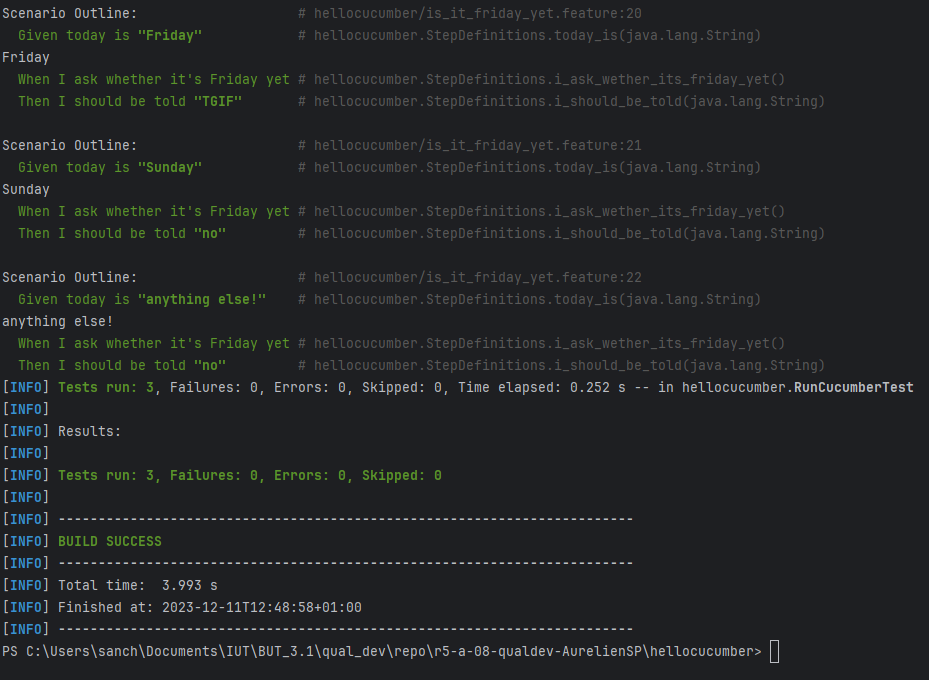 Scenario Outline:                    # hellocucumber/is_it_friday_yet.feature:20
  Given today is "Friday"            # hellocucumber.StepDefinitions.today_is(java.lang.String)
Friday
  When I ask whether it's Friday yet # hellocucumber.StepDefinitions.i_ask_wether_its_friday_yet()
  Then I should be told "TGIF"       # hellocucumber.StepDefinitions.i_should_be_told(java.lang.String)

Scenario Outline:                    # hellocucumber/is_it_friday_yet.feature:21
  Given today is "Sunday"            # hellocucumber.StepDefinitions.today_is(java.lang.String)
Sunday
  When I ask whether it's Friday yet # hellocucumber.StepDefinitions.i_ask_wether_its_friday_yet()
  Then I should be told "no"         # hellocucumber.StepDefinitions.i_should_be_told(java.lang.String)

Scenario Outline:                    # hellocucumber/is_it_friday_yet.feature:22
  Given today is "anything else!"    # hellocucumber.StepDefinitions.today_is(java.lang.String)
anything else!
  When I ask whether it's Friday yet # hellocucumber.StepDefinitions.i_ask_wether_its_friday_yet()
  Then I should be told "no"         # hellocucumber.StepDefinitions.i_should_be_told(java.lang.String)
[INFO] Tests run: 3, Failures: 0, Errors: 0, Skipped: 0, Time elapsed: 0.252 s -- in hellocucumber.RunCucumberTest
[INFO]
[INFO] Results:
[INFO]
[INFO] Tests run: 3, Failures: 0, Errors: 0, Skipped: 0
[INFO]
[INFO] ------------------------------------------------------------------------
[INFO] BUILD SUCCESS
[INFO] ------------------------------------------------------------------------
[INFO] Total time:  3.993 s
[INFO] Finished at: 2023-12-11T12:48:58+01:00
[INFO] ------------------------------------------------------------------------
PS C:\Users\sanch\Documents\IUT\BUT_3.1\qual_dev\repo\r5-a-08-qualdev-AurelienSP\hellocucumber>